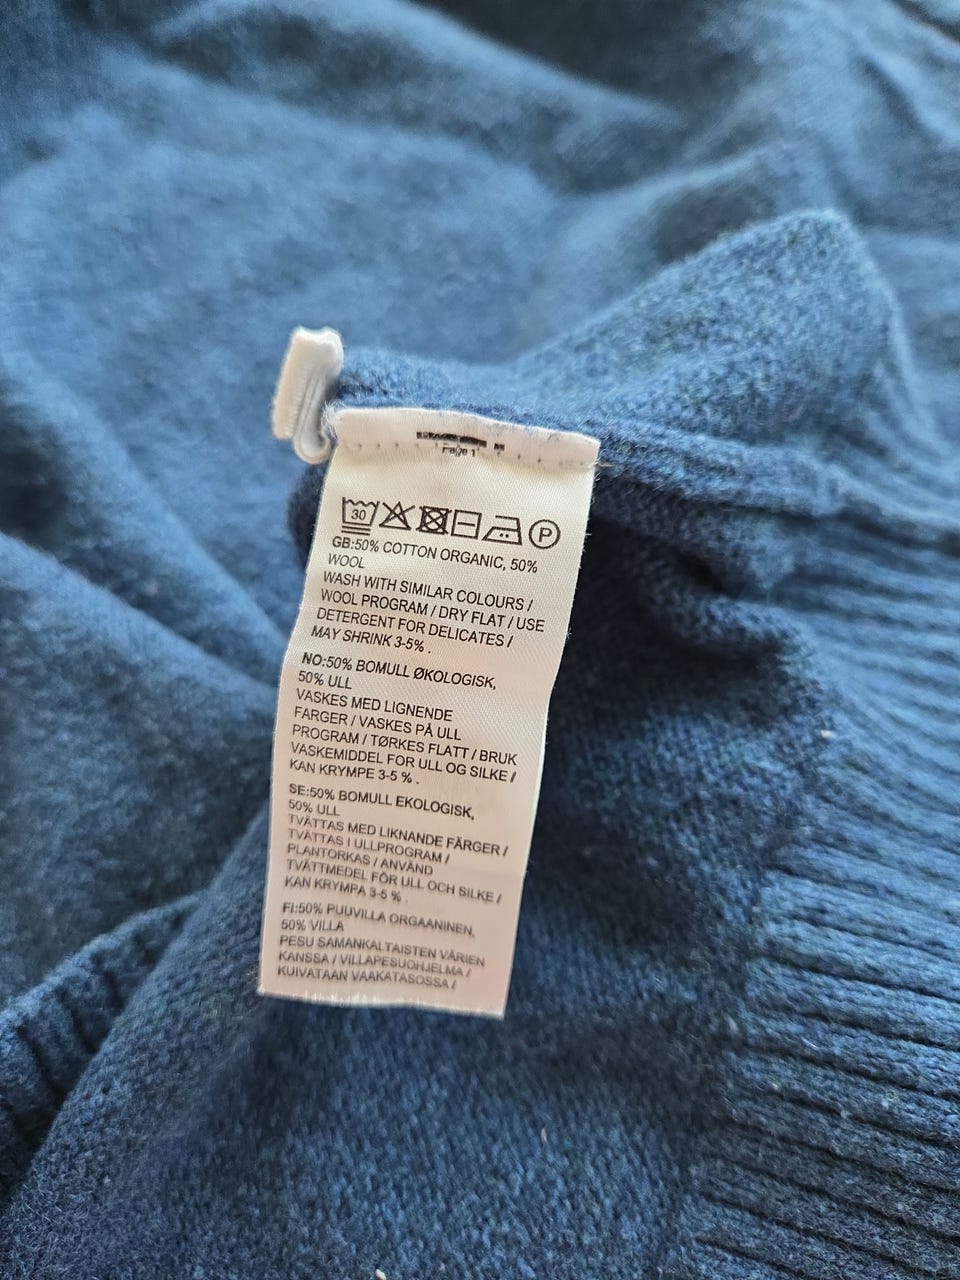 Page 1
30
P
GB:50% COTTON ORGANIC, 50%
WOOL
WASH WITH SIMILAR COLOURS /
WOOL PROGRAM / DRY FLAT / USE
DETERGENT FOR DELICATES /
MAY SHRINK 3-5% .
NO:50% BOMULL ØKOLOGISK,
50% ULL
VASKES MED LIGNENDE
FARGER / VASKES PÅ ULL
PROGRAM / TØRKES FLATT / BRUK
VASKEMIDDEL FOR ULL OG SILKE /
KAN KRYMPE 3-5 % .
SE:50% BOMULL EKOLOGISK,
50% ULL
TVÄTTAS MED LIKNANDE FÄRGER /
TVÄTTAS I ULLPROGRAM /
PLANTORKAS / ANVÄND
TVÄTTMEDEL FÖR ULL OCH SILKE /
KAN KRYMPA 3-5 % .
FI:50% PUUVILLA ORGAANINEN,
50% VILLA
PESU SAMANKALTAISTEN VÄRIEN
KANSSA / VILLAPESUOHJELMA /
KUIVATAAN VAAKATASOSSA /